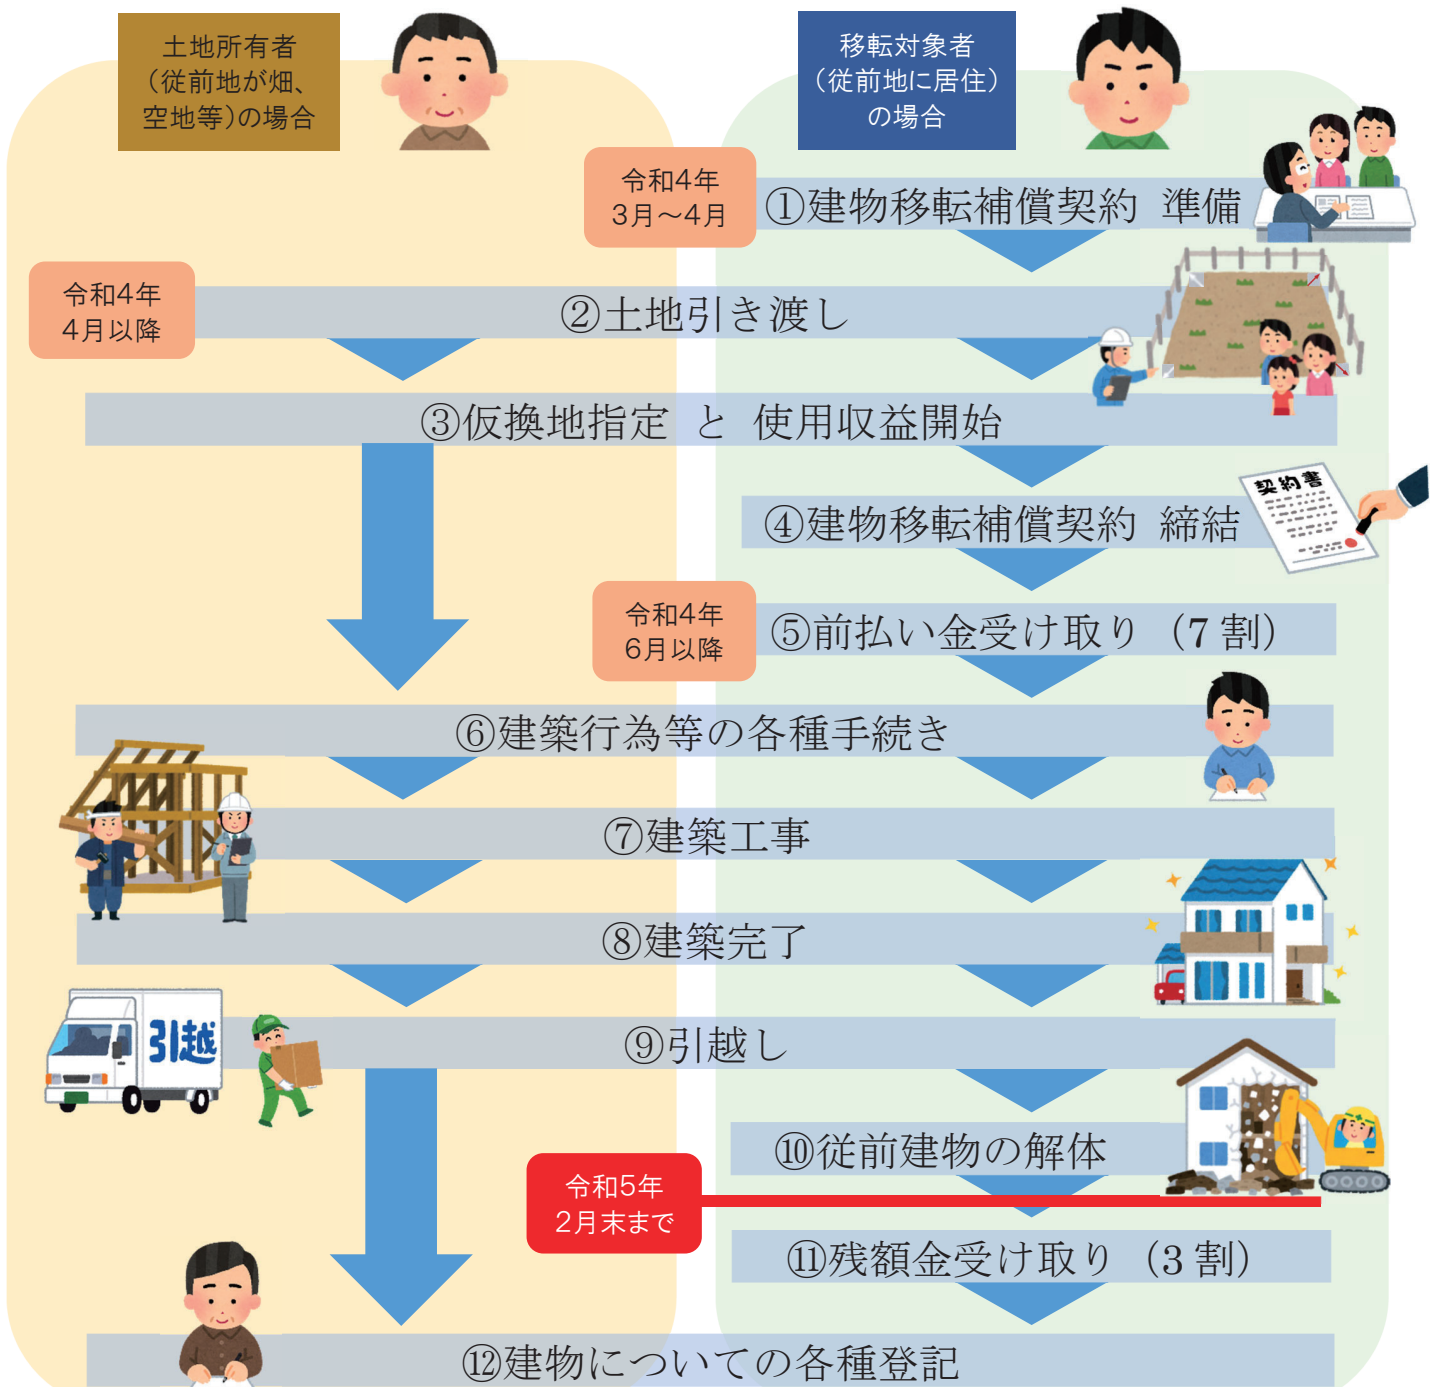 土地所有者
（従前地が畑、
空地等）の場合
移転対象者
（従前地に居住）
の場合
令和4年
3月～4月
①建物移転補償契約 準備
令和4年
4月以降
②土地引き渡し
③仮換地指定 と 使用収益開始
契約書
④建物移転補償契約 締結
令和4年
6月以降
⑤前払い金受け取り（7割）
⑥建築行為等の各種手続き
⑦建築工事
⑧建築完了
引越
⑨引越し
⑩従前建物の解体
令和5年
2月末まで
⑪残額金受け取り（3割）
⑫建物についての各種登記